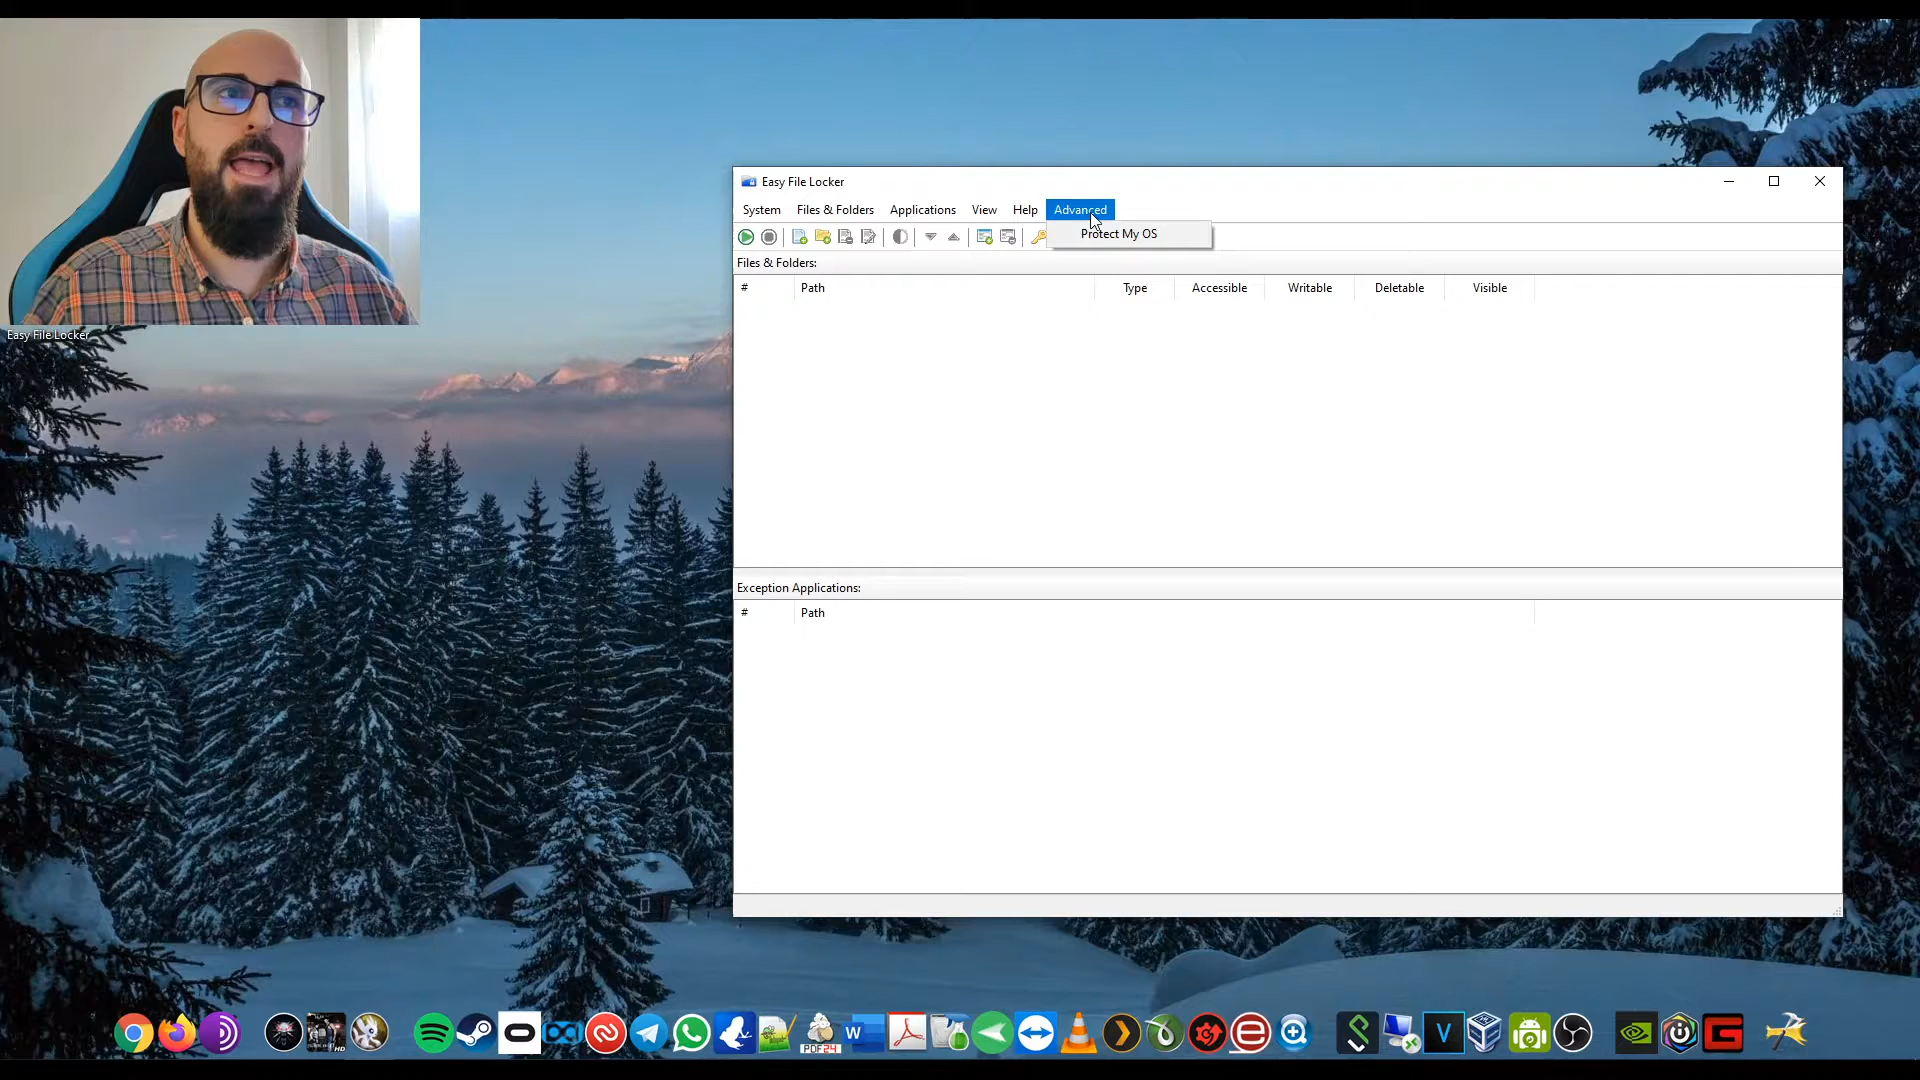 Easy File Locker
System Files & Folders Applications View Help Advanced
Protect My OS
Files & Folders:
# Path Type Accessible Writable Deletable Visible
Exception Applications:
# Path
Easy File Locker
HD
PDF24
W
V